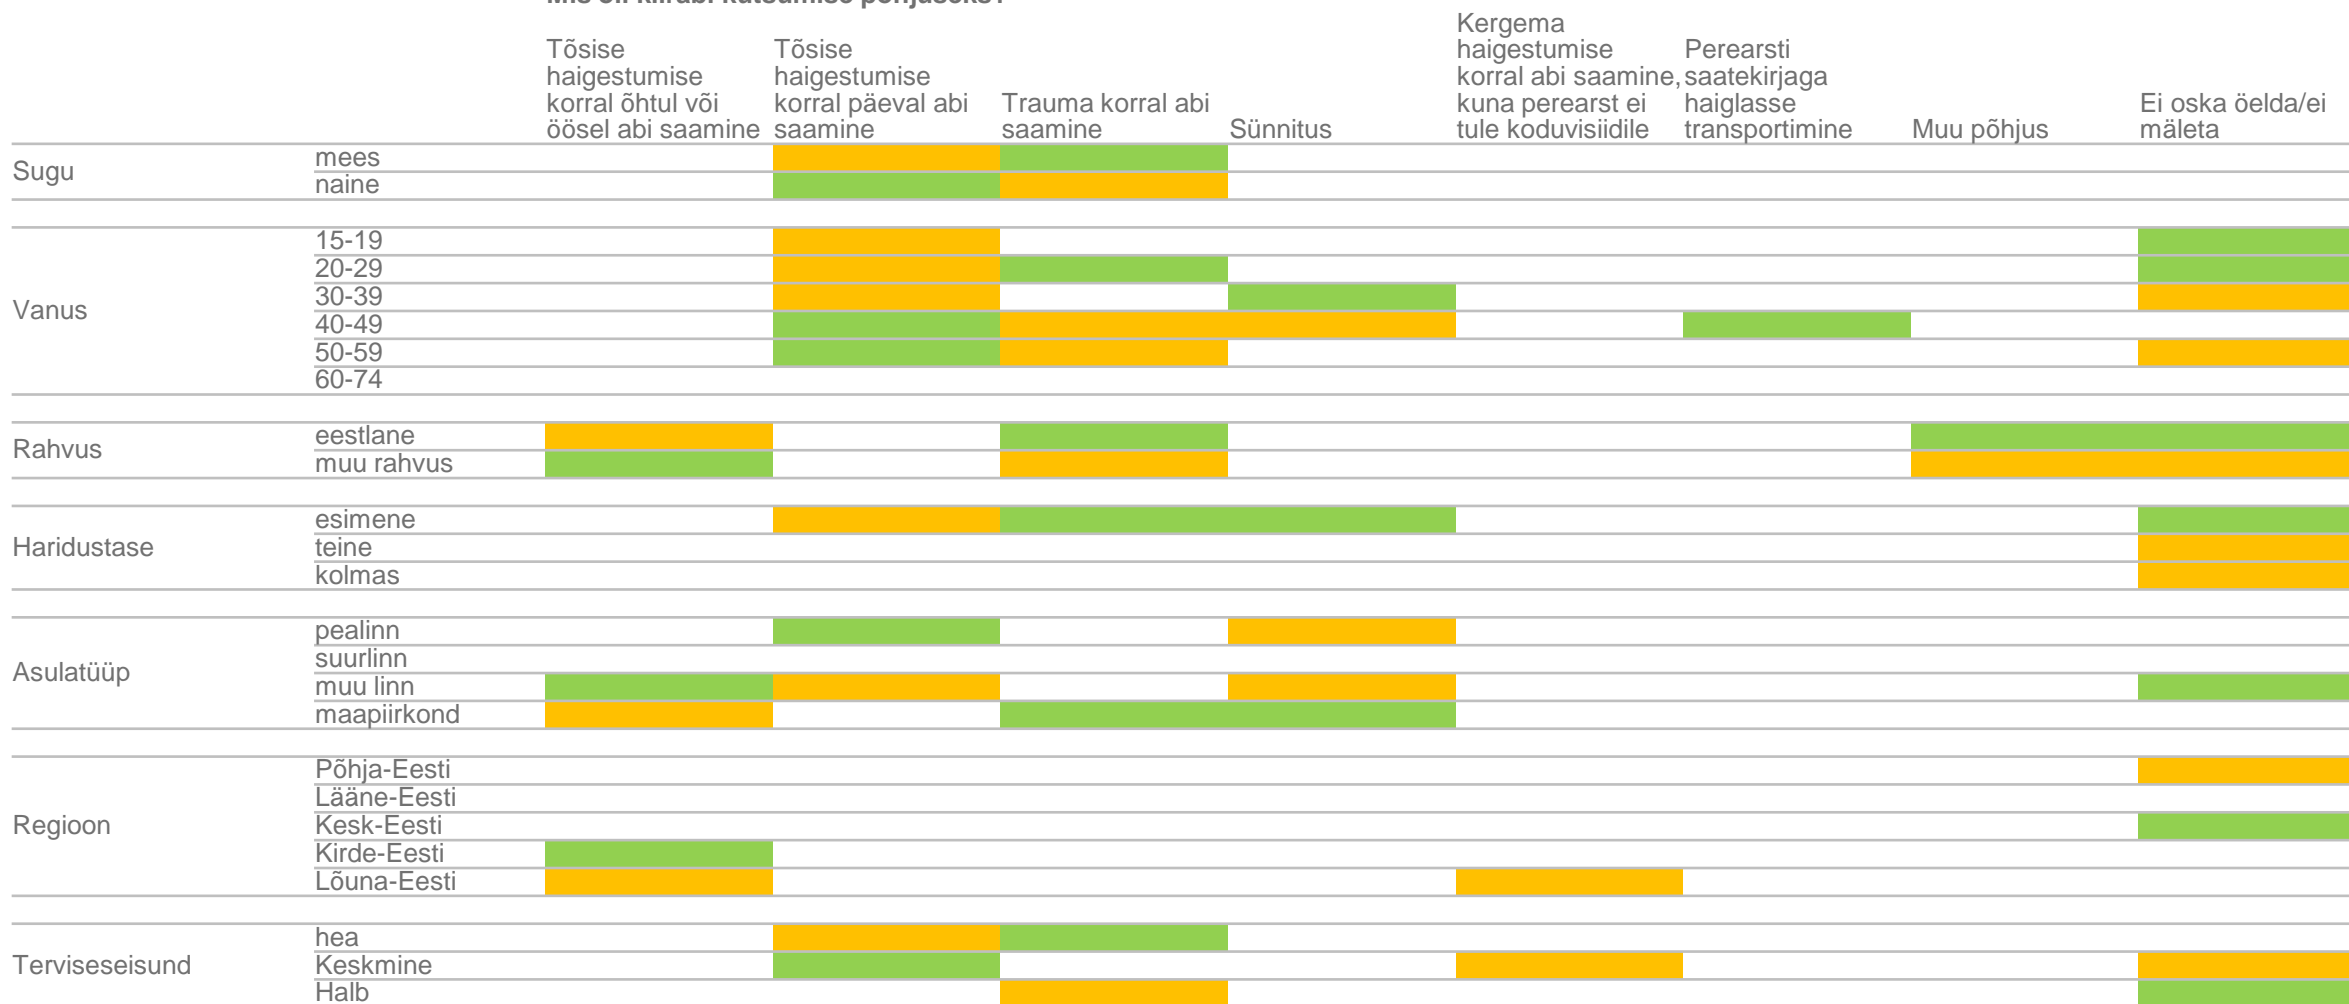 Kergema
Tõsise Tõsise haigestumise Perearsti
haigestumise haigestumise korral abi saamine, saatekirjaga
korral õhtul või korral päeval abi Trauma korral abi kuna perearst ei haiglasse Ei oska öelda/ei
öösel abi saamine saamine saamine Sünnitus tule koduvisiidile transportimine Muu põhjus mäleta
Sugu
mees
naine
Vanus
15-19
20-29
30-39
40-49
50-59
60-74
Rahvus
eestlane
muu rahvus
Haridustase
esimene
teine
kolmas
Asulatüüp
pealinn
suurlinn
muu linn
maapiirkond
Regioon
Põhja-Eesti
Lääne-Eesti
Kesk-Eesti
Kirde-Eesti
Lõuna-Eesti
Terviseseisund
hea
Keskmine
Halb